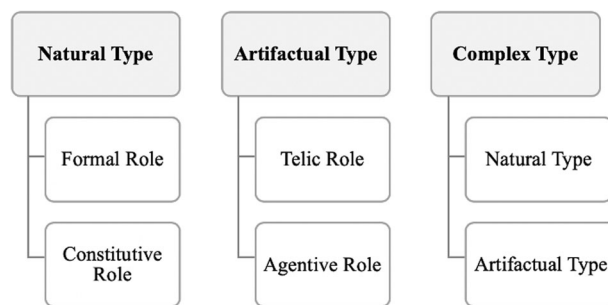 Natural Type
Formal Role
Constitutive
Role
Artifactual Type
Telic Role
Agentive Role
Complex Type
Natural Type
Artifactual Type